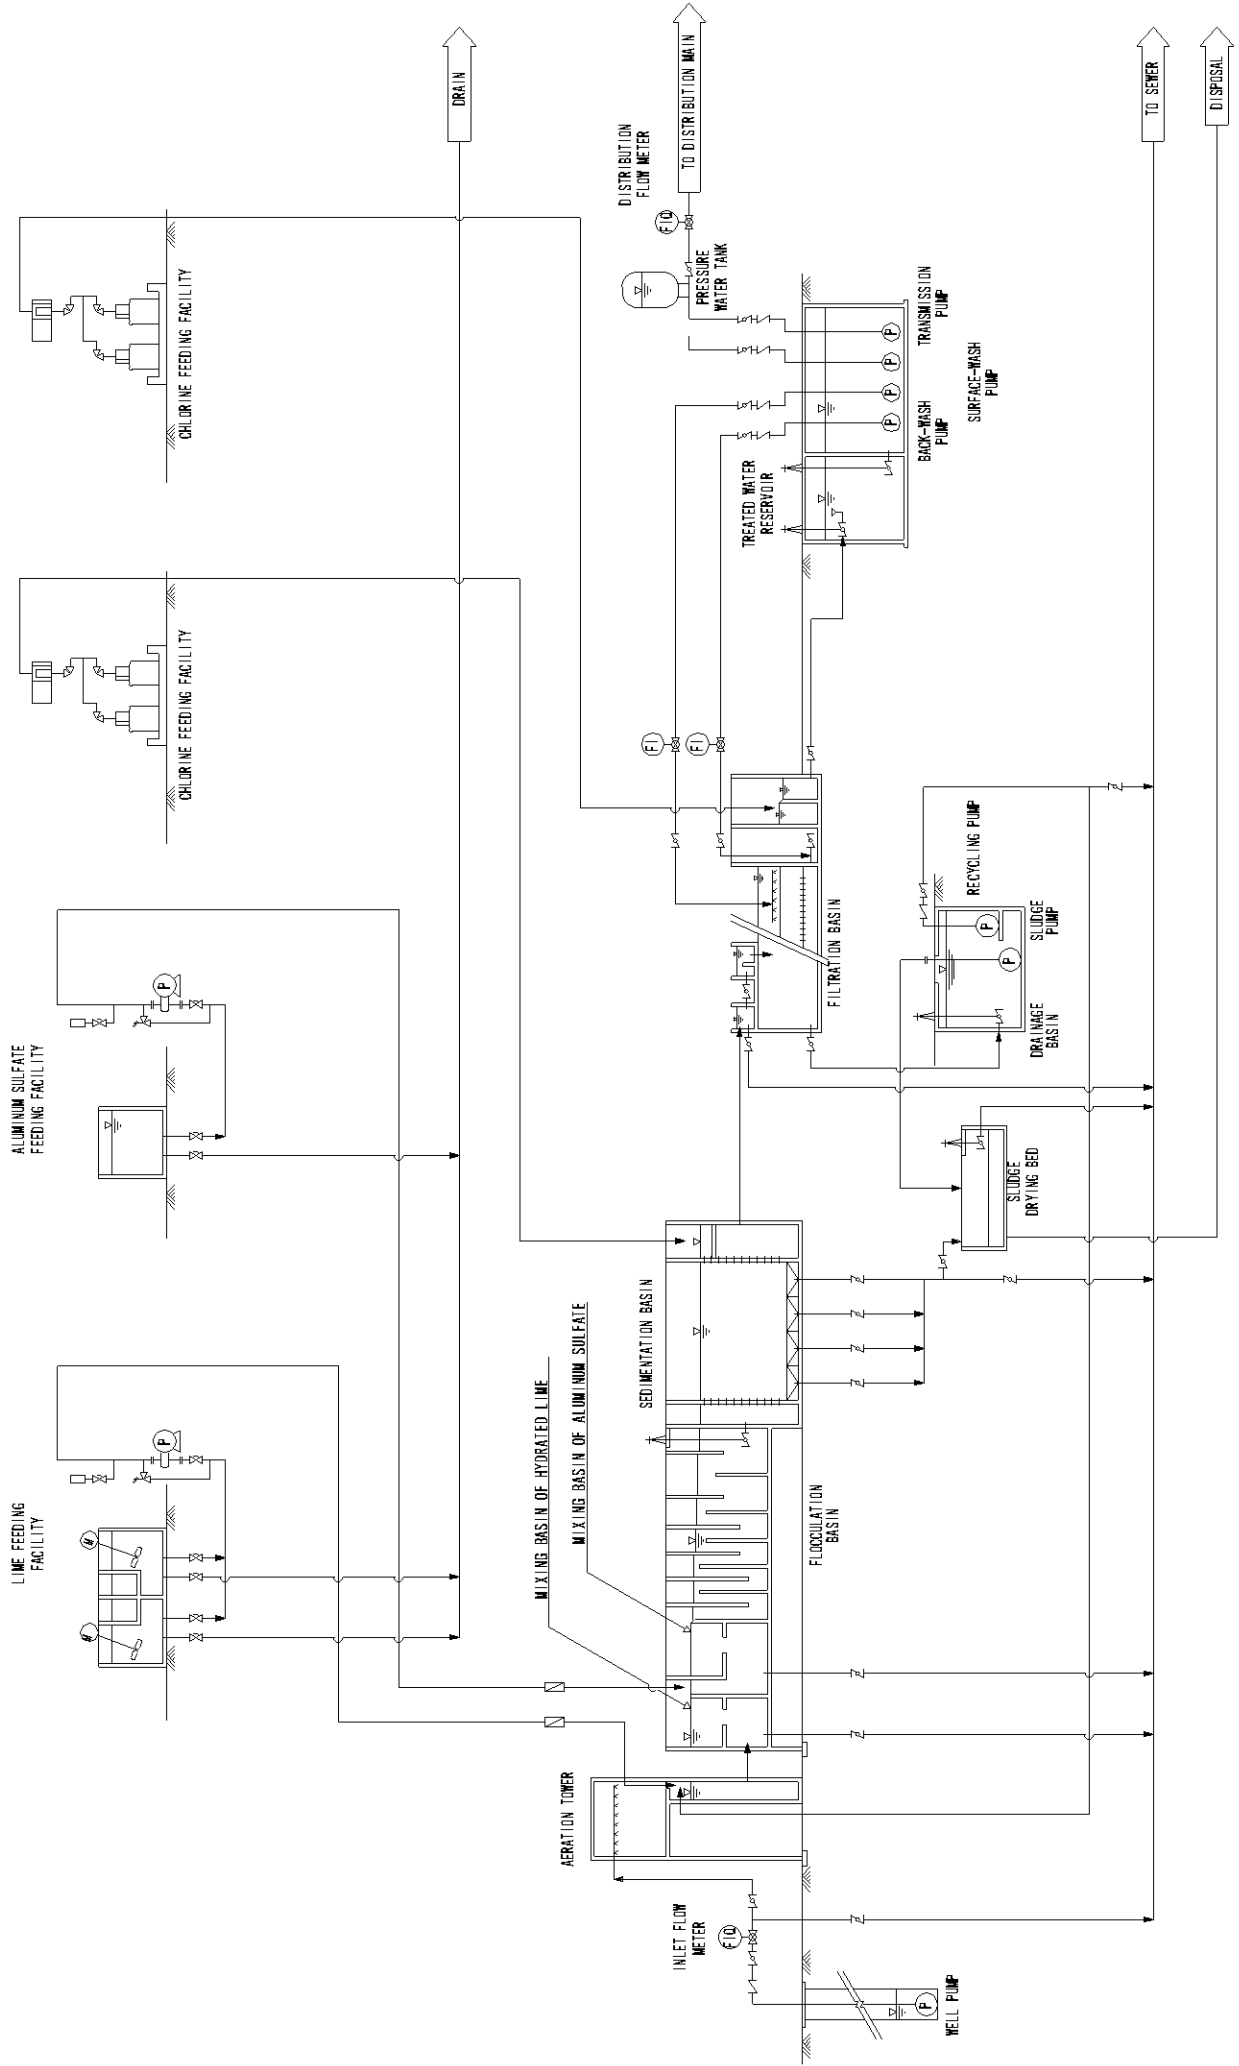 LIME FEEDING
FACILITY
M
M
P
ALUMINUM SULFATE
FEEDING FACILITY
P
CHLORINE FEEDING FACILITY
CHLORINE FEEDING FACILITY
DRAIN
WELL PUMP
P
INLET FLOW
METER
FIQ
AERATION TOWER
MIXING BASIN OF HYDRATED LIME
MIXING BASIN OF ALUMINUM SULFATE
FLOCCULATION
BASIN
SEDIMENTATION BASIN
SLUDGE
DRYING BED
FILTRATION BASIN
DRAINAGE
BASIN
SLUDGE
PUMP
RECYCLING PUMP
P
P
FI
FI
TREATED WATER
RESERVOIR
BACK-WASH
PUMP
SURFACE-WASH
PUMP
TRANSMISSION
PUMP
P
P
P
P
PRESSURE
WATER TANK
FIQ
DISTRIBUTION
FLOW METER
TO DISTRIBUTION MAIN
TO SEWER
DISPOSAL